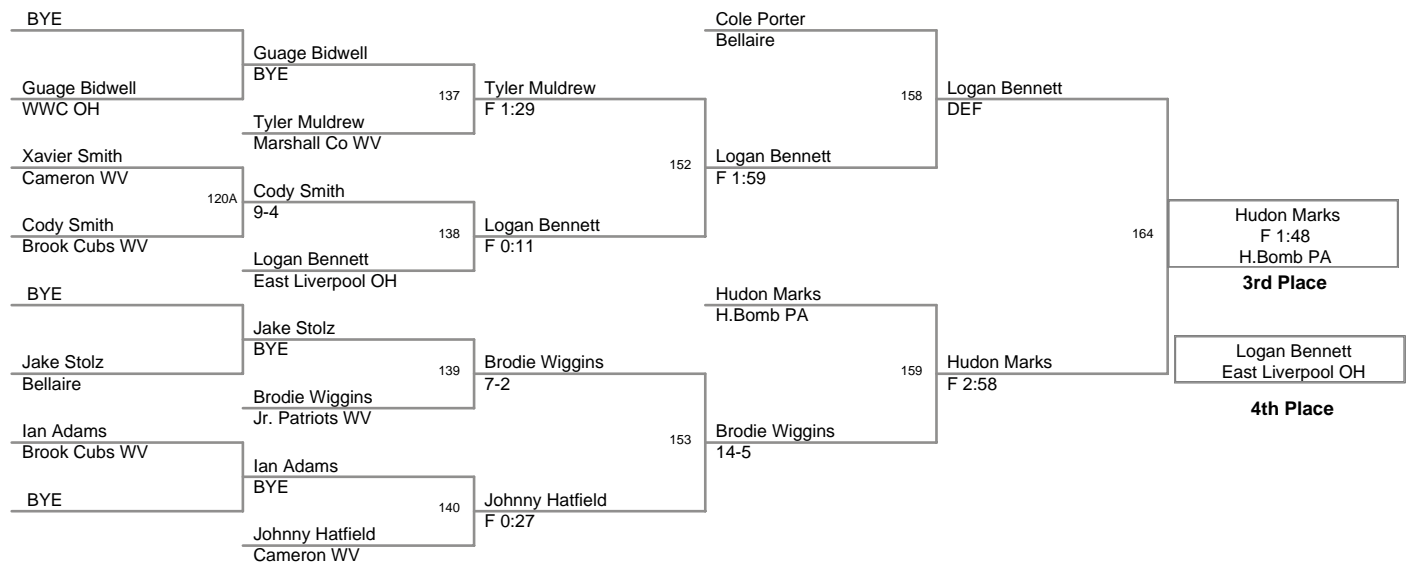 BYE
Guage Bidwell
WWC OH
Xavier Smith
Cameron WV
120A
Cody Smith
Brook Cubs WV
BYE
Jake Stolz
Bellaire
Ian Adams
Brook Cubs WV
BYE
Guage Bidwell
BYE
137
Tyler Muldrew
Marshall Co WV
Cody Smith
9-4
138
Logan Bennett
East Liverpool OH
Jake Stolz
BYE
139
Brodie Wiggins
Jr. Patriots WV
Ian Adams
BYE
140
Johnny Hatfield
Cameron WV
Tyler Muldrew
F 1:29
152
Logan Bennett
F 0:11
Brodie Wiggins
7-2
153
Johnny Hatfield
F 0:27
Cole Porter
Bellaire
158
Logan Bennett
F 1:59
Hudon Marks
H.Bomb PA
159
Brodie Wiggins
14-5
Logan Bennett
DEF
164
Hudon Marks
F 2:58
Hudon Marks
F 1:48
H.Bomb PA
3rd Place
Logan Bennett
East Liverpool OH
4th Place